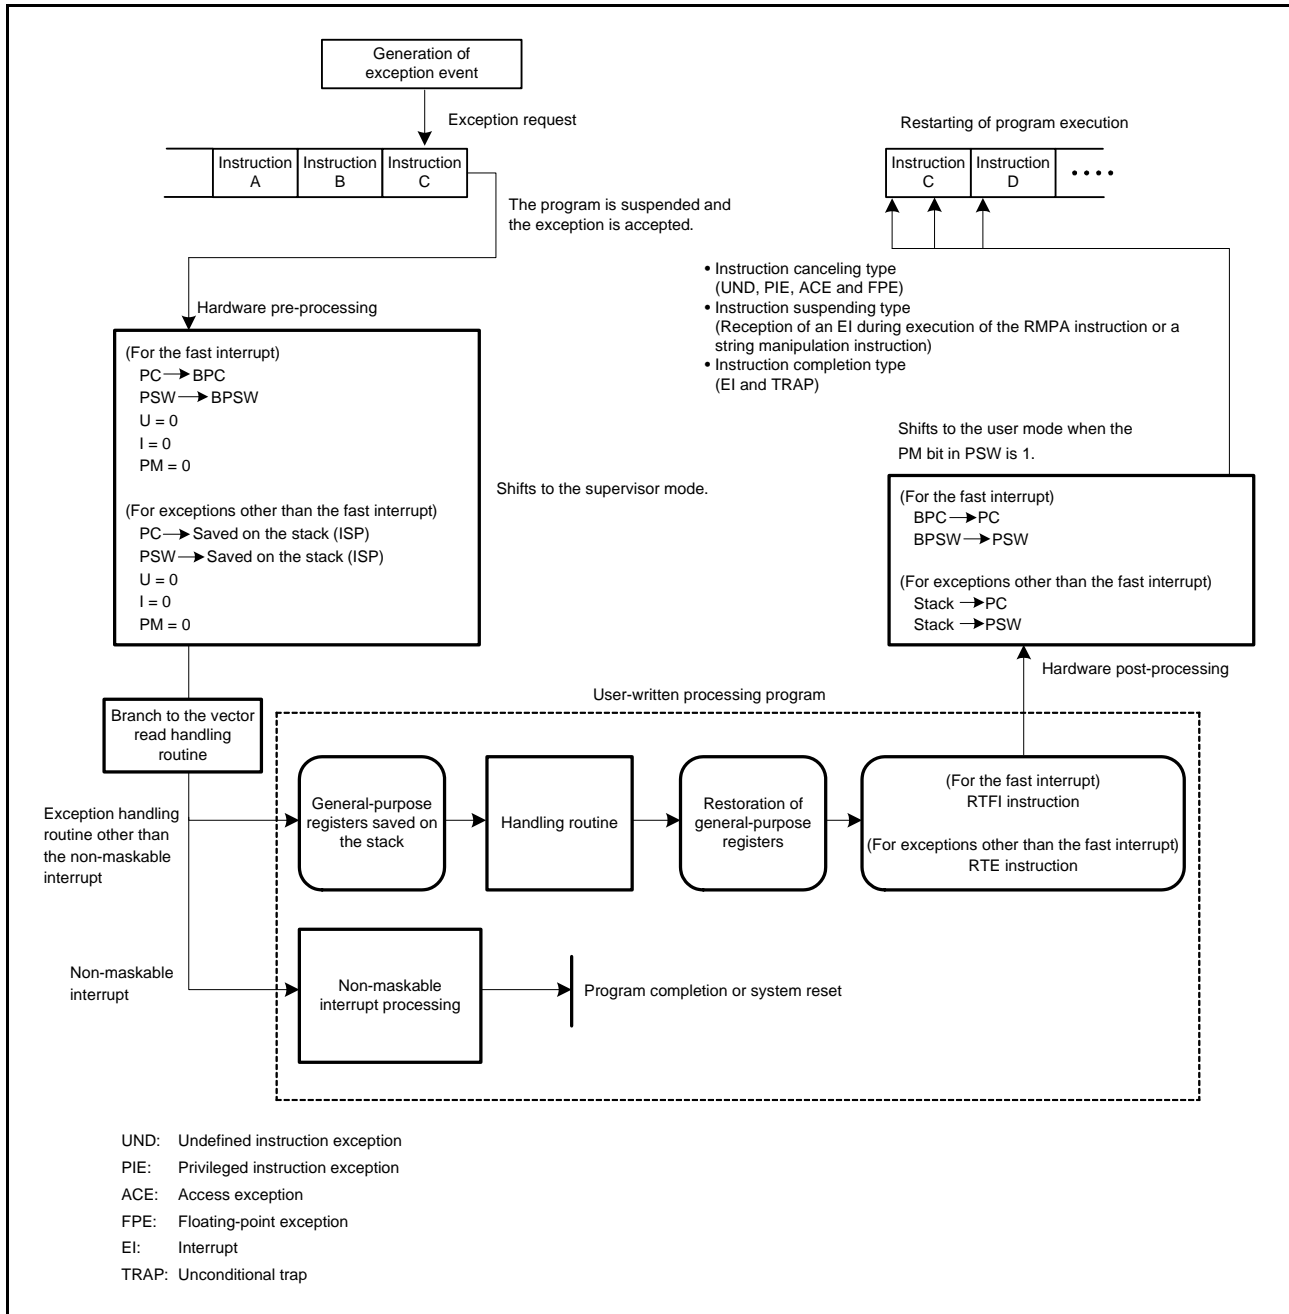 Generation of
exception event
Exception request
Restarting of program execution
Instruction
A
Instruction
B
Instruction
C
Instruction
C
Instruction
D
• • • •
The program is suspended and
the exception is accepted.
• Instruction canceling type
(UND, PIE, ACE and FPE)
• Instruction suspending type
(Reception of an EI during execution of the RMPA instruction or a
string manipulation instruction)
• Instruction completion type
(EI and TRAP)
Hardware pre-processing
(For the fast interrupt)
PC → BPC
PSW → BPSW
U = 0
I = 0
PM = 0
(For exceptions other than the fast interrupt)
PC → Saved on the stack (ISP)
PSW → Saved on the stack (ISP)
U = 0
I = 0
PM = 0
Shifts to the supervisor mode.
Shifts to the user mode when the
PM bit in PSW is 1.
(For the fast interrupt)
BPC → PC
BPSW → PSW
(For exceptions other than the fast interrupt)
Stack → PC
Stack → PSW
Hardware post-processing
User-written processing program
Branch to the vector
read handling
routine
Exception handling
routine other than
the non-maskable
interrupt
General-purpose
registers saved on
the stack
Handling routine
Restoration of
general-purpose
registers
(For the fast interrupt)
RTFI instruction
(For exceptions other than the fast interrupt)
RTE instruction
Non-maskable
interrupt
Non-maskable
interrupt processing
Program completion or system reset
UND: Undefined instruction exception
PIE: Privileged instruction exception
ACE: Access exception
FPE: Floating-point exception
EI: Interrupt
TRAP: Unconditional trap